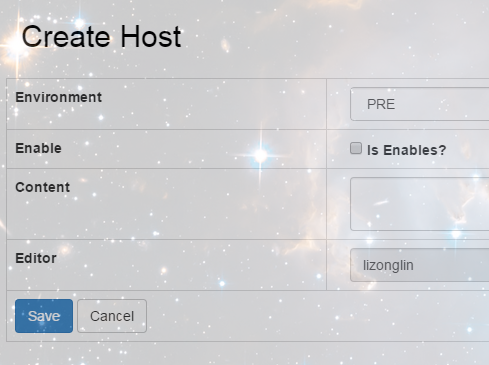 Create Host
Environment
PRE
Enable
Is Enables?
Content
Editor
lizonglin
Save Cancel